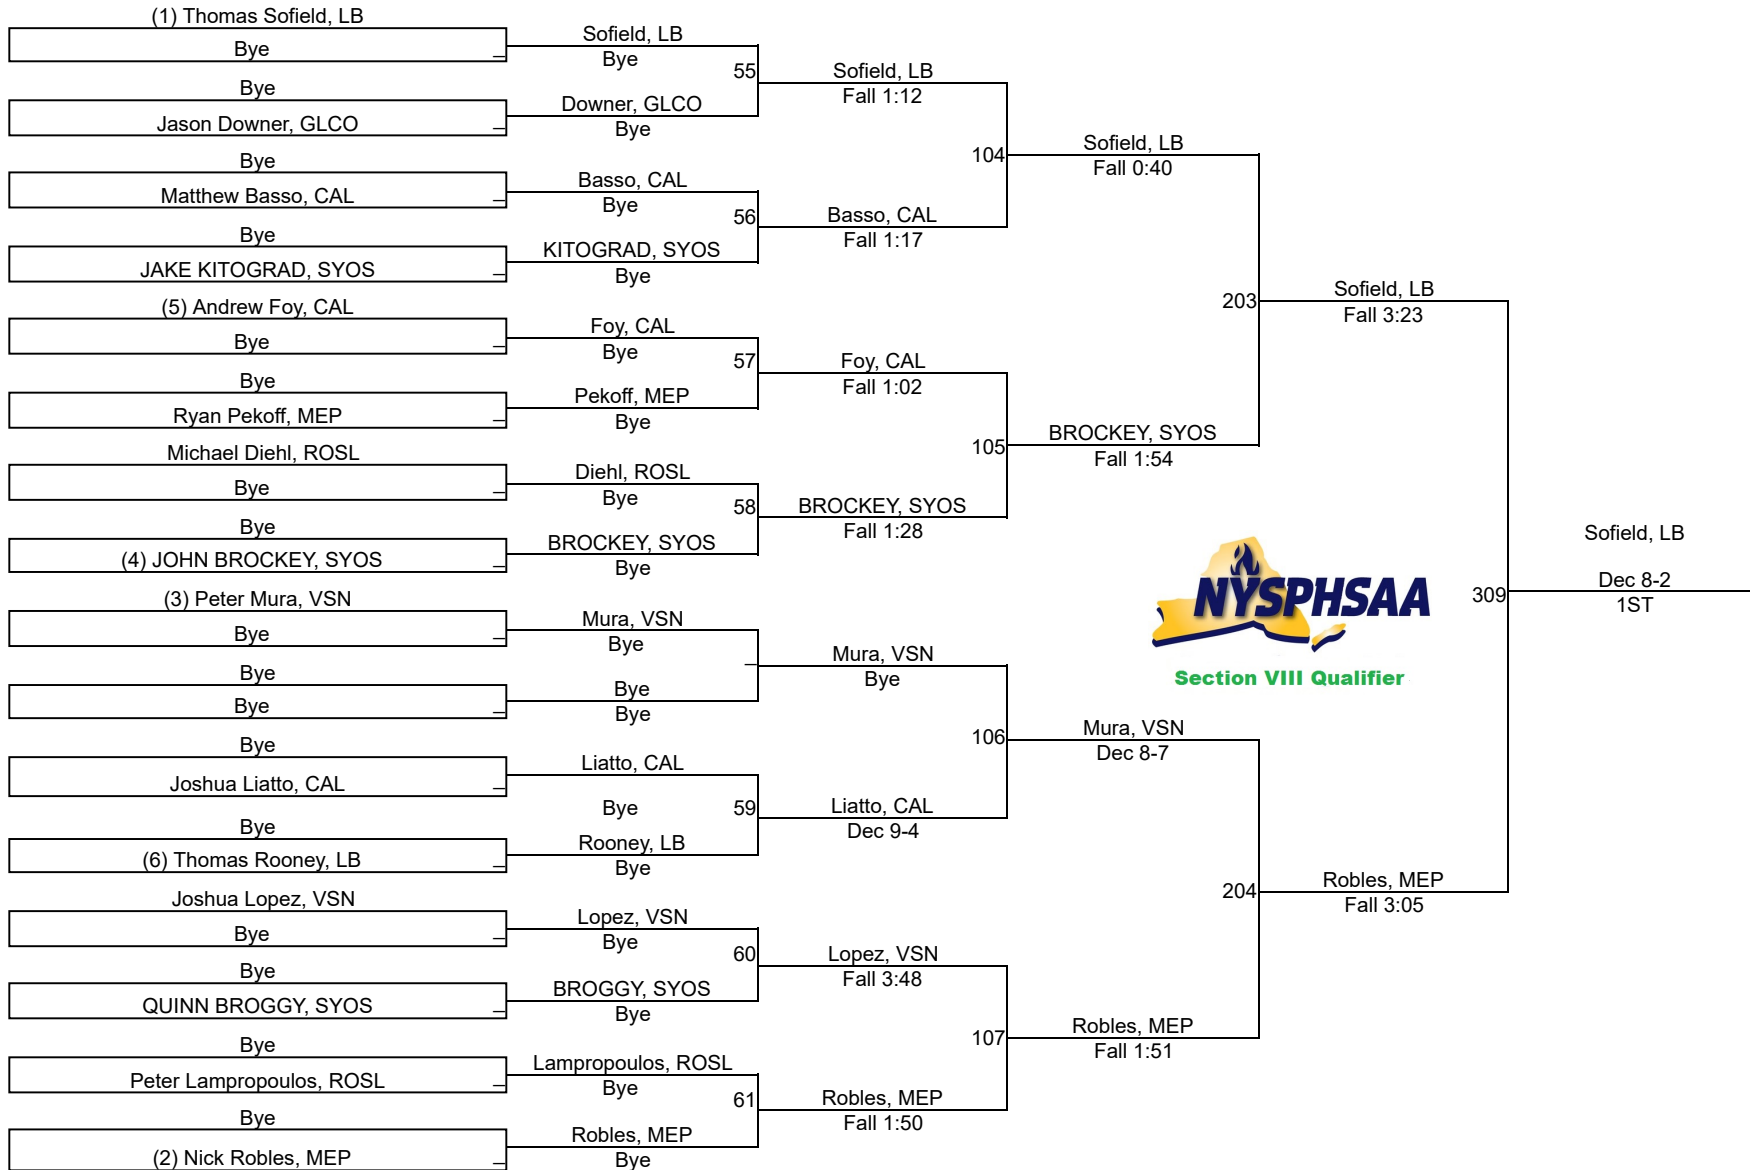 (1) Thomas Sofield, LB
Bye
Bye
Jason Downer, GLCO
Bye
Matthew Basso, CAL
Bye
JAKE KITOGRAD, SYOS
(5) Andrew Foy, CAL
Bye
Bye
Ryan Pekoff, MEP
Michael Diehl, ROSL
Bye
Bye
(4) JOHN BROCKEY, SYOS
(3) Peter Mura, VSN
Bye
Bye
Bye
Bye
Joshua Liatto, CAL
Bye
(6) Thomas Rooney, LB
Joshua Lopez, VSN
Bye
Bye
QUINN BROGGY, SYOS
Bye
Peter Lampropoulos, ROSL
Bye
(2) Nick Robles, MEP
Sofield, LB
Bye
55
Downer, GLCO
Bye
Basso, CAL
Bye
56
KITOGRAD, SYOS
Bye
Foy, CAL
Bye
57
Pekoff, MEP
Bye
Diehl, ROSL
Bye
58
BROCKEY, SYOS
Bye
Mura, VSN
Bye
Bye
Bye
Liatto, CAL
Bye
59
Rooney, LB
Bye
Lopez, VSN
Bye
60
BROGGY, SYOS
Bye
Lampropoulos, ROSL
Bye
61
Robles, MEP
Bye
Sofield, LB
Fall 1:12
104
Basso, CAL
Fall 1:17
Foy, CAL
Fall 1:02
105
BROCKEY, SYOS
Fall 1:28
Mura, VSN
Bye
106
Liatto, CAL
Dec 9-4
Lopez, VSN
Fall 3:48
107
Robles, MEP
Fall 1:50
Sofield, LB
Fall 0:40
203
BROCKEY, SYOS
Fall 1:54
Mura, VSN
Dec 8-7
204
Robles, MEP
Fall 1:51
Sofield, LB
Fall 3:23
309
Robles, MEP
Fall 3:05
NYSPHSAA
Section VIII Qualifier
Sofield, LB
Dec 8-2
1ST